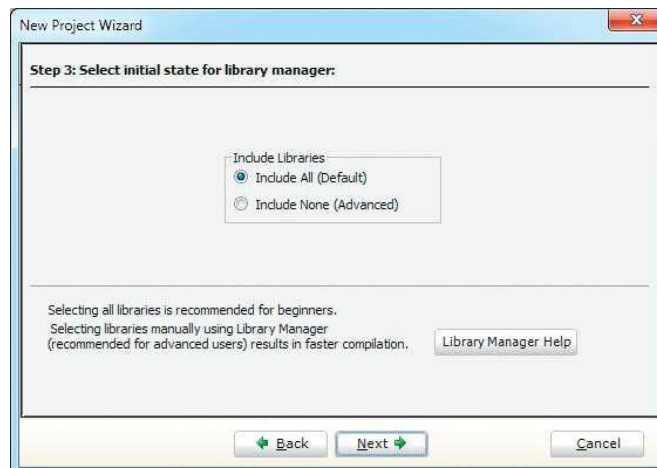 New Project Wizard
Step 3: Select initial state for library manager:
Include Libraries
Include All (Default)
Include None (Advanced)
Selecting all libraries is recommended for beginners.
Selecting libraries manually using Library Manager
(recommended for advanced users) results in faster compilation.
Library Manager Help
Back
Next
Cancel